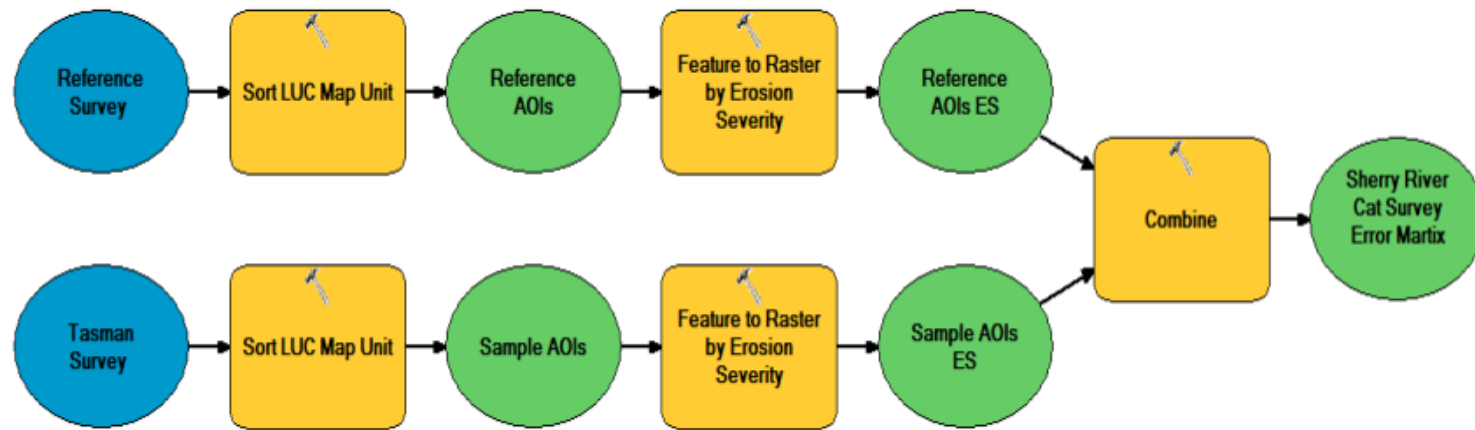 Reference
Survey
Sort LUC Map Unit
Reference
AOIs
Feature to Raster
by Erosion
Severity
Reference
AOIs ES
Combine
Sherry River
Cat Survey
Error Martix
Tasman
Survey
Sort LUC Map Unit
Sample AOIs
Feature to Raster
by Erosion
Severity
Sample AOIs
ES